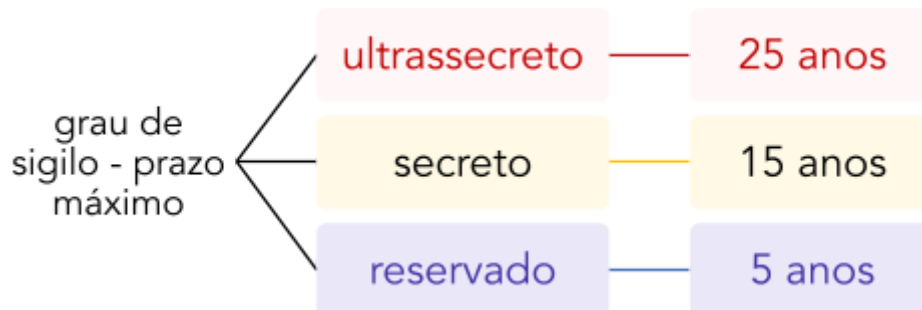 grau de
sigilo - prazo
máximo
ultrassecreto
25 anos
secreto
15 anos
reservado
5 anos